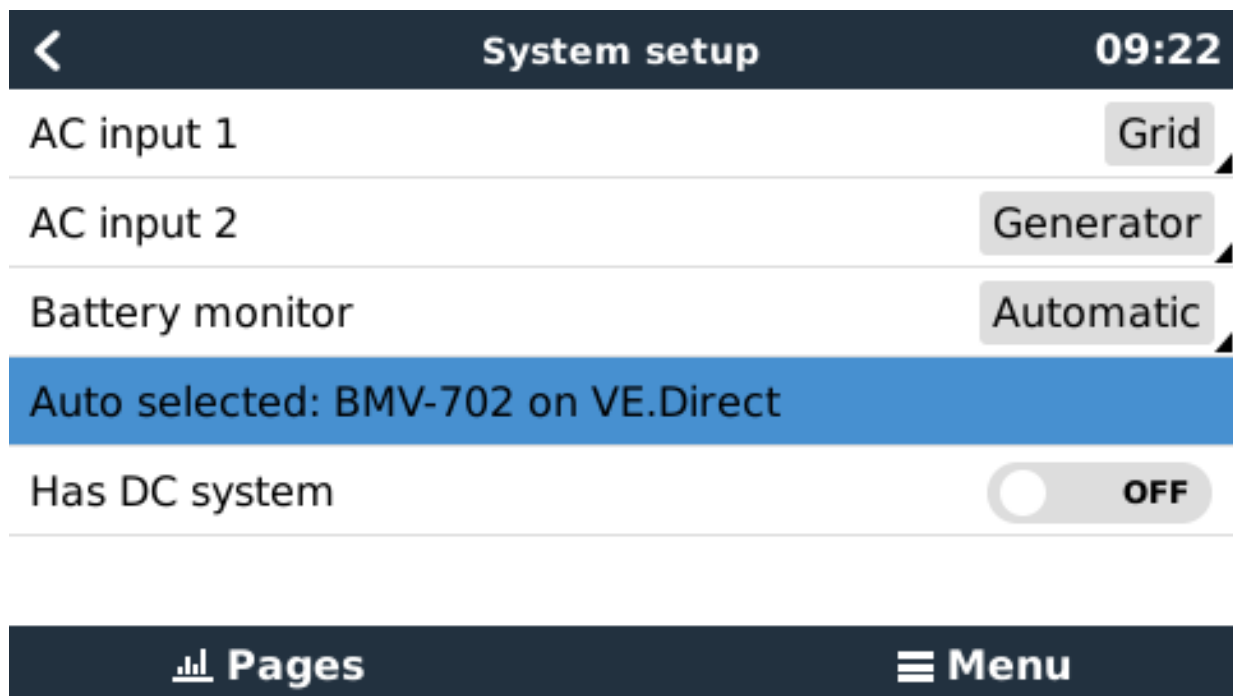 System setup 09:22
AC input 1 Grid
AC input 2 Generator
Battery monitor Automatic
Auto selected: BMV-702 on VE.Direct
Has DC system OFF
Pages Menu